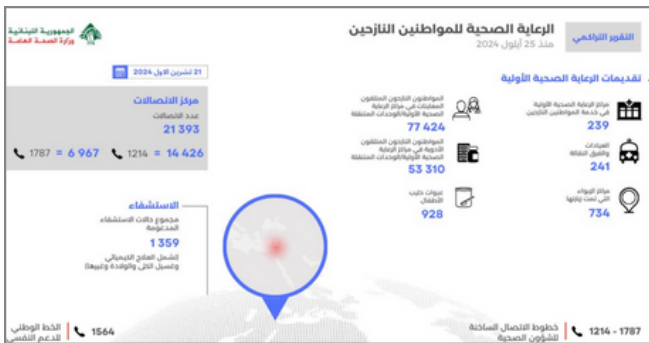 الجمهورية اللبنانية
وزارة الصحة العامة
التقرير التراكمي
الرعاية الصحية للمواطنين النازحين
منذ 25 أيلول 2024
21 تشرين الاول 2024
تقديمات الرعاية الصحية الأولية
مراكز الرعاية الصحية الأولية
في خدمة المواطنين النازحين
239
العيادات
والفرق النقالة
241
مراكز الإيواء
التي تمت زيارتها
734
المواطنون النازحون المتلقون
المعاينات في مراكز الرعاية
الصحية الأولية/الوحدات المتنقلة
77 424
المواطنون النازحون المتلقون
الأدوية في مراكز الرعاية
الصحية الأولية/الوحدات المتنقلة
53 310
عبوات حليب
الأطفال
928
مركز الاتصالات
عدد الاتصالات
21 393
1214 = 14 426
1787 = 6 967
الاستشفاء
مجموع حالات الاستشفاء
المدعومة
1 359
(تشمل العلاج الكيميائي
وغسيل الكلى والولادة وغيرها)
1214 - 1787
خطوط الاتصال الساخنة
للشؤون الصحية
1564
الخط الوطني
للدعم النفسي